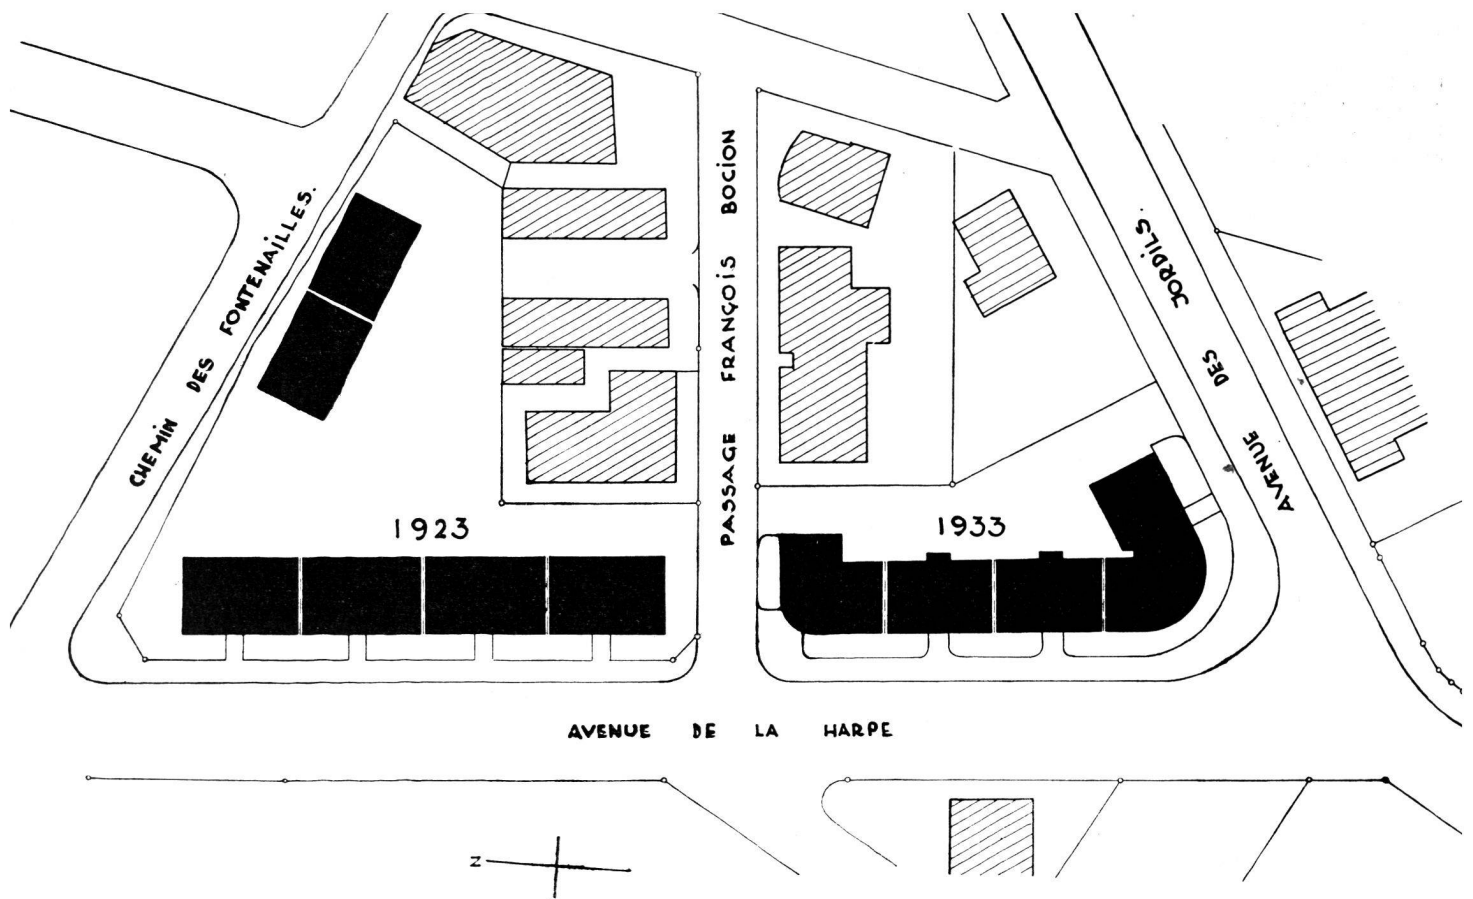 CHEMIN DES FONTENAILLES.
PASSAGE FRANÇOIS BOCION
AVENUE DES JORDILS.
1923
1933
AVENUE DE LA HARPE
N